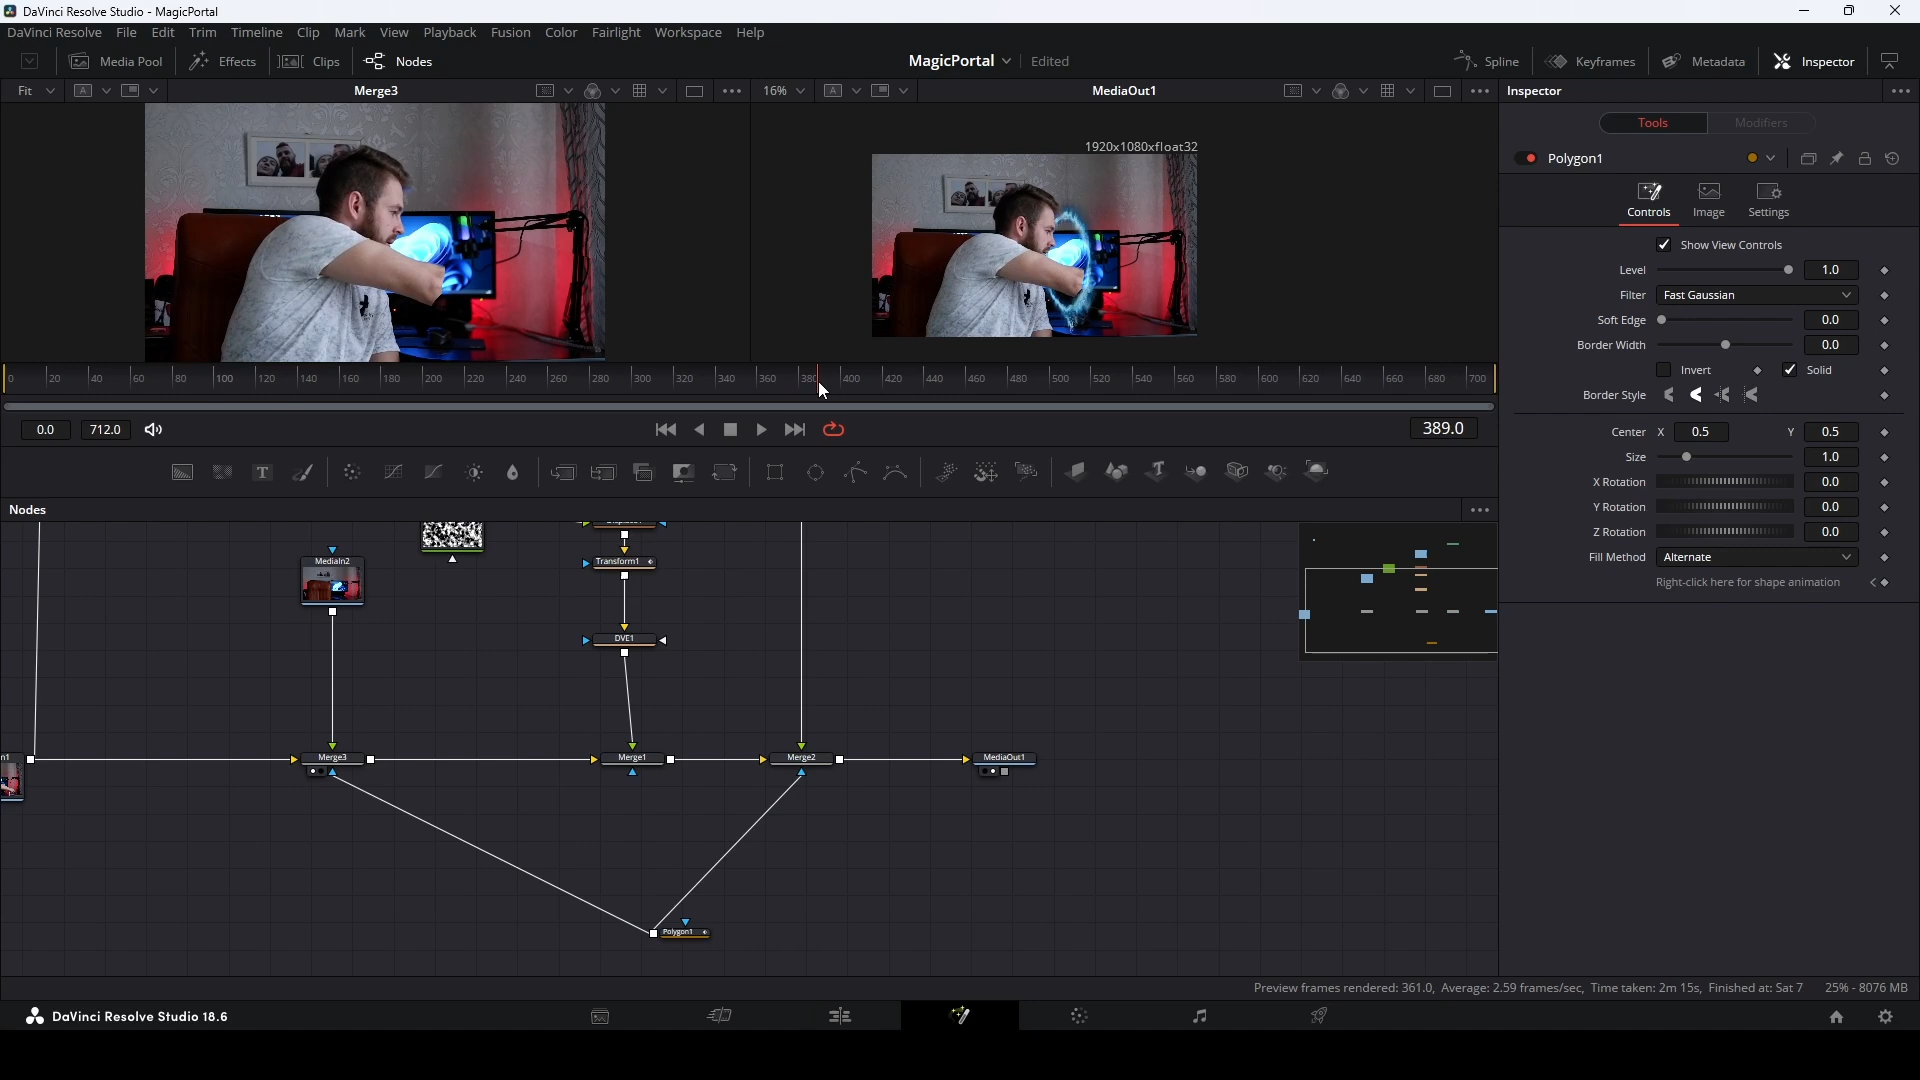 DaVinci Resolve Studio - MagicPortal
DaVinci Resolve File Edit Trim Timeline Clip Mark View Playback Fusion Color Fairlight Workspace Help
Media Pool Effects Clips Nodes MagicPortal Edited Spline Keyframes Metadata Inspector
Fit A Merge3 16% A MediaOut1 Inspector
Tools Modifiers
1920x1080xfloat32
Polygon1
Controls Image Settings
Show View Controls
Level 1.0
Filter Fast Gaussian
Soft Edge 0.0
Border Width 0.0
Invert Solid
Border Style
0 20 40 60 80 100 120 140 160 180 200 220 240 260 280 300 320 340 360 380 400 420 440 460 480 500 520 540 560 580 600 620 640 660 680 700
0.0 712.0 389.0
Center X 0.5 Y 0.5
Size 1.0
X Rotation 0.0
Y Rotation 0.0
Z Rotation 0.0
Fill Method Alternate
Right-click here for shape animation
T
Nodes
MediaIn2
Transform1
DVE1
Merge3 Merge1 Merge2 MediaOut1
Polygon1
Preview frames rendered: 361.0, Average: 2.59 frames/sec, Time taken: 2m 15s, Finished at: Sat 7 25% - 8076 MB
DaVinci Resolve Studio 18.6